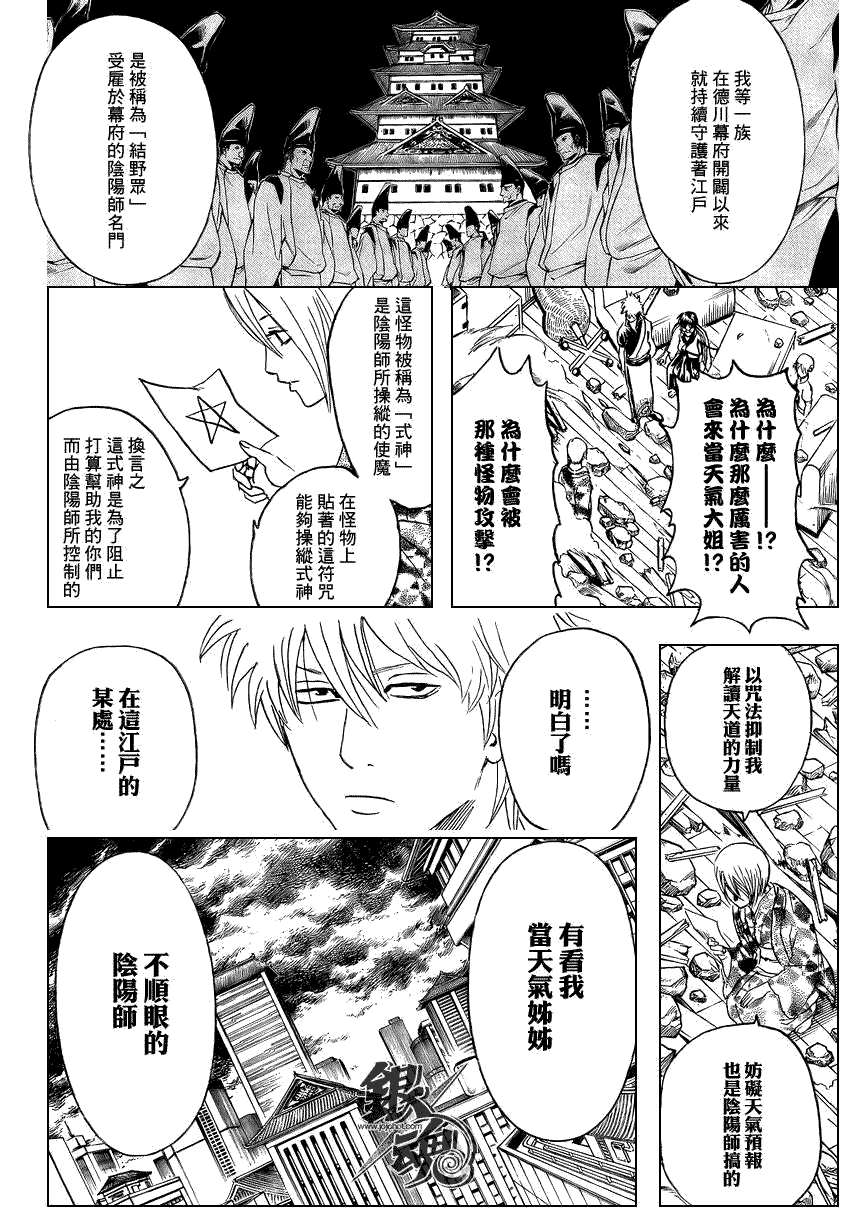 我等一族
在德川幕府開闢以來
就持續守護著江戶
是被稱為「結野眾」
受雇於幕府的陰陽師名門
為什麼——!?
為什麼那麼厲害的人
會來當天氣大姐!?
為什麼會被
那種怪物攻擊!?
這怪物被稱為「式神」
是陰陽師所操縱的使魔
在怪物上
貼著的這符咒
能夠操縱式神
換言之
這式神是為了阻止
打算幫助我的你們
而由陰陽師所控制的
以咒法抑制我
解讀天道的力量
妨礙天氣預報
也是陰陽師搞的
……
明白了嗎
在這江戶的
某處……
有看我
當天氣姊姊
不順眼的
陰陽師
銀魂
www.jojohot.com